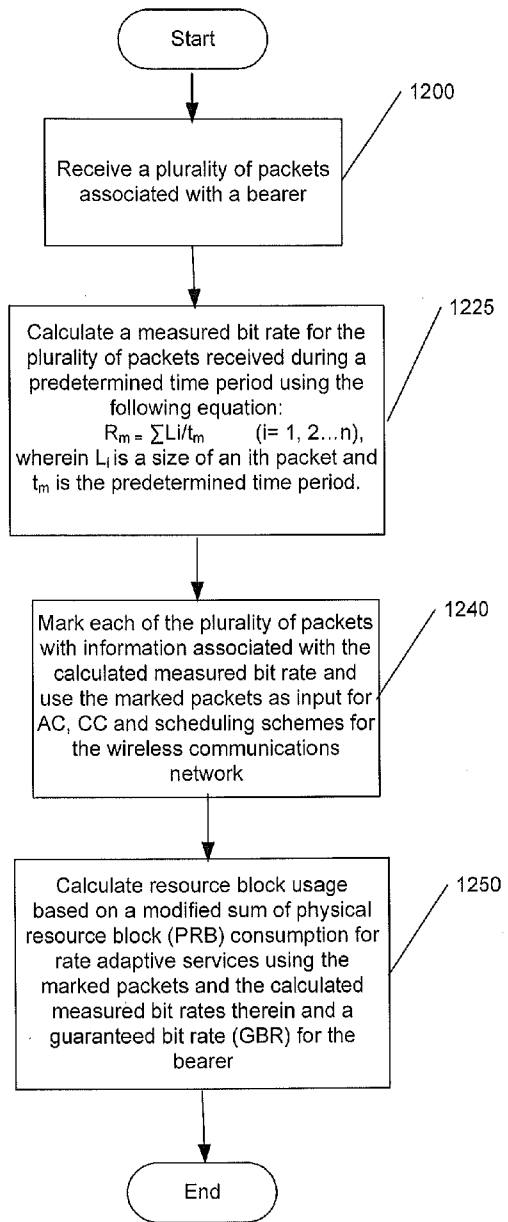 Start
1200
Receive a plurality of packets
associated with a bearer
1225
Calculate a measured bit rate for the
plurality of packets received during a
predetermined time period using the
following equation:
Rm = ∑Li/tm (i= 1, 2...n),
wherein Li is a size of an ith packet and
tm is the predetermined time period.
1240
Mark each of the plurality of packets
with information associated with the
calculated measured bit rate and
use the marked packets as input for
AC, CC and scheduling schemes for
the wireless communications
network
1250
Calculate resource block usage
based on a modified sum of physical
resource block (PRB) consumption for
rate adaptive services using the
marked packets and the calculated
measured bit rates therein and a
guaranteed bit rate (GBR) for the
bearer
End